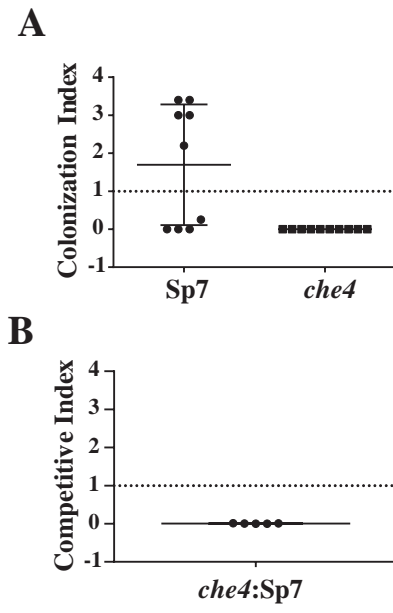 A
Colonization Index
4
3
2
1
0
-1
Sp7 che4
B
Competitive Index
4
3
2
1
0
-1
che4:Sp7